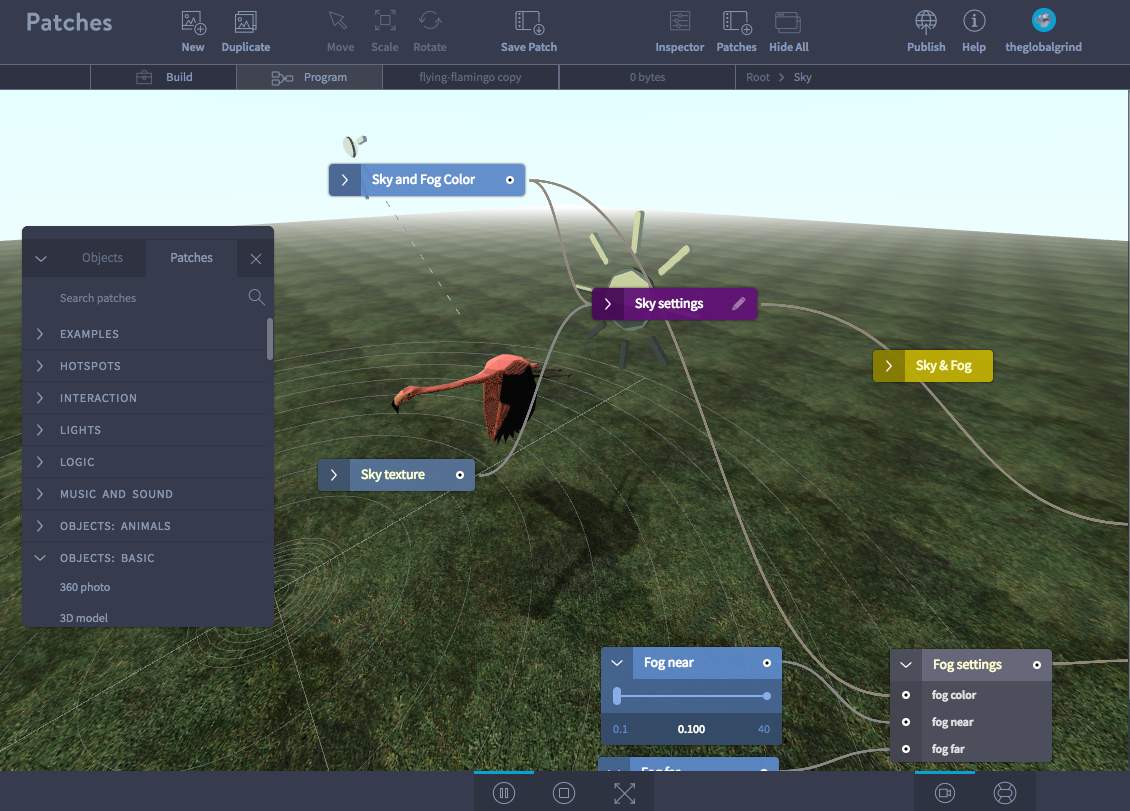 Patches
New
Duplicate
Move
Scale
Rotate
Save Patch
Inspector
Patches
Hide All
Publish
Help
theglobalgrind
Build
Program
flying-flamingo copy
0 bytes
Root > Sky
Sky and Fog Color
Objects
Patches
Search patches
EXAMPLES
HOTSPOTS
INTERACTION
LIGHTS
LOGIC
MUSIC AND SOUND
OBJECTS: ANIMALS
OBJECTS: BASIC
360 photo
3D model
Sky settings
Sky & Fog
Sky texture
Fog near
0.1
0.100
40
Fog settings
fog color
fog near
fog far
Fog far